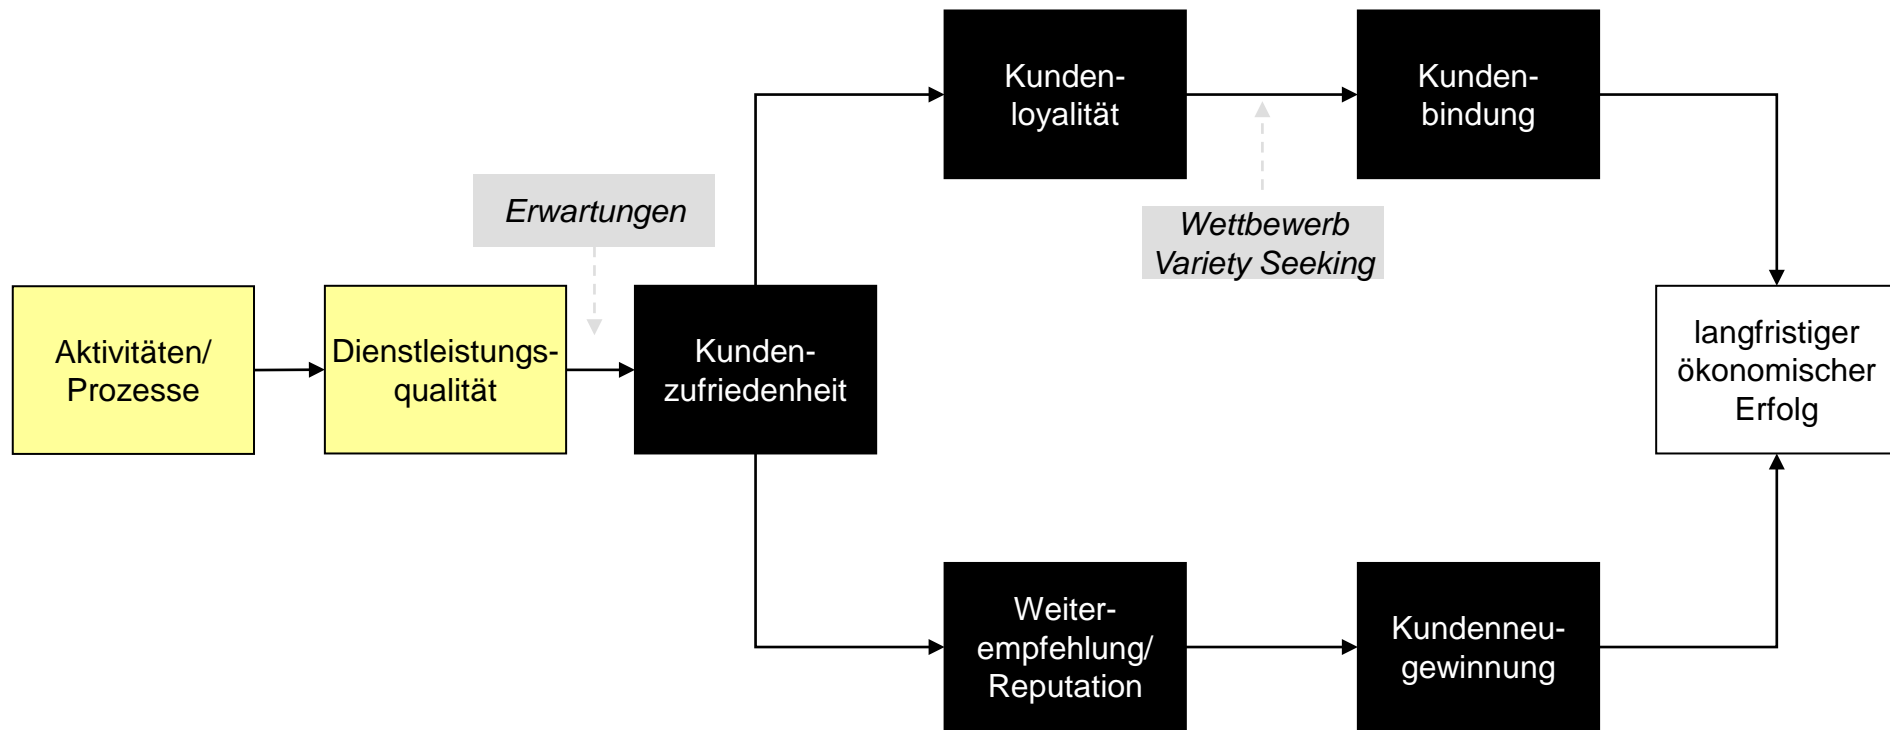 Aktivitäten/
Prozesse
Dienstleistungs-
qualität
Erwartungen
Kunden-
zufriedenheit
Kunden-
loyalität
Wettbewerb
Variety Seeking
Kunden-
bindung
Weiter-
empfehlung/
Reputation
Kundenneu-
gewinnung
langfristiger
ökonomischer
Erfolg